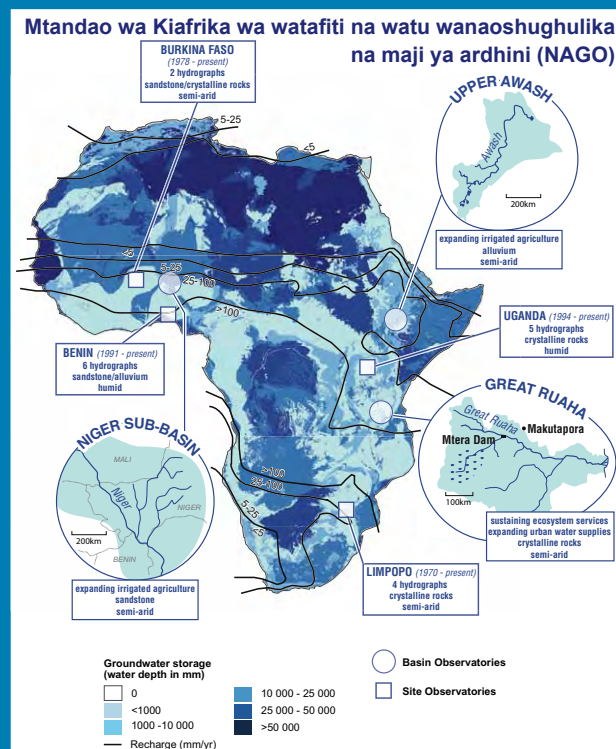 Mtandao wa Kiafrika wa watafiti na watu wanaoshughulika
na maji ya ardhini (NAGO)
BURKINA FASO
(1978 - present)
2 hydrographs
sandstone/crystalline rocks
semi-arid
UPPER AWASH
Awash
200km
expanding irrigated agriculture
alluvium
semi-arid
5-25
<5
<5
5-25
25-100
>100
UGANDA (1994 - present)
5 hydrographs
crystalline rocks
humid
BENIN (1991 - present)
6 hydrographs
sandstone/alluvium
humid
GREAT RUAHA
Great Ruaha
Makutapora
Mtera Dam
100km
sustaining ecosystem services
expanding urban water supplies
crystalline rocks
semi-arid
NIGER SUB-BASIN
MALI
Niger
NIGER
200km
BENIN
expanding irrigated agriculture
sandstone
semi-arid
>100
25-100
5-25
<5
LIMPOPO (1970 - present)
4 hydrographs
crystalline rocks
semi-arid
Groundwater storage
(water depth in mm)
0
<1000
1000 -10 000
10 000 - 25 000
25 000 - 50 000
>50 000
Recharge (mm/yr)
Basin Observatories
Site Observatories